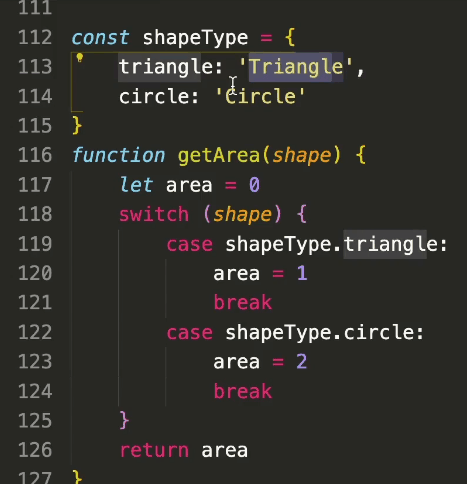 111
112 const shapeType = {
113     triangle: 'Triangle',
114     circle: 'Circle'
115 }
116 function getArea(shape) {
117     let area = 0
118     switch (shape) {
119         case shapeType.triangle:
120             area = 1
121             break
122         case shapeType.circle:
123             area = 2
124             break
125     }
126     return area
127 }